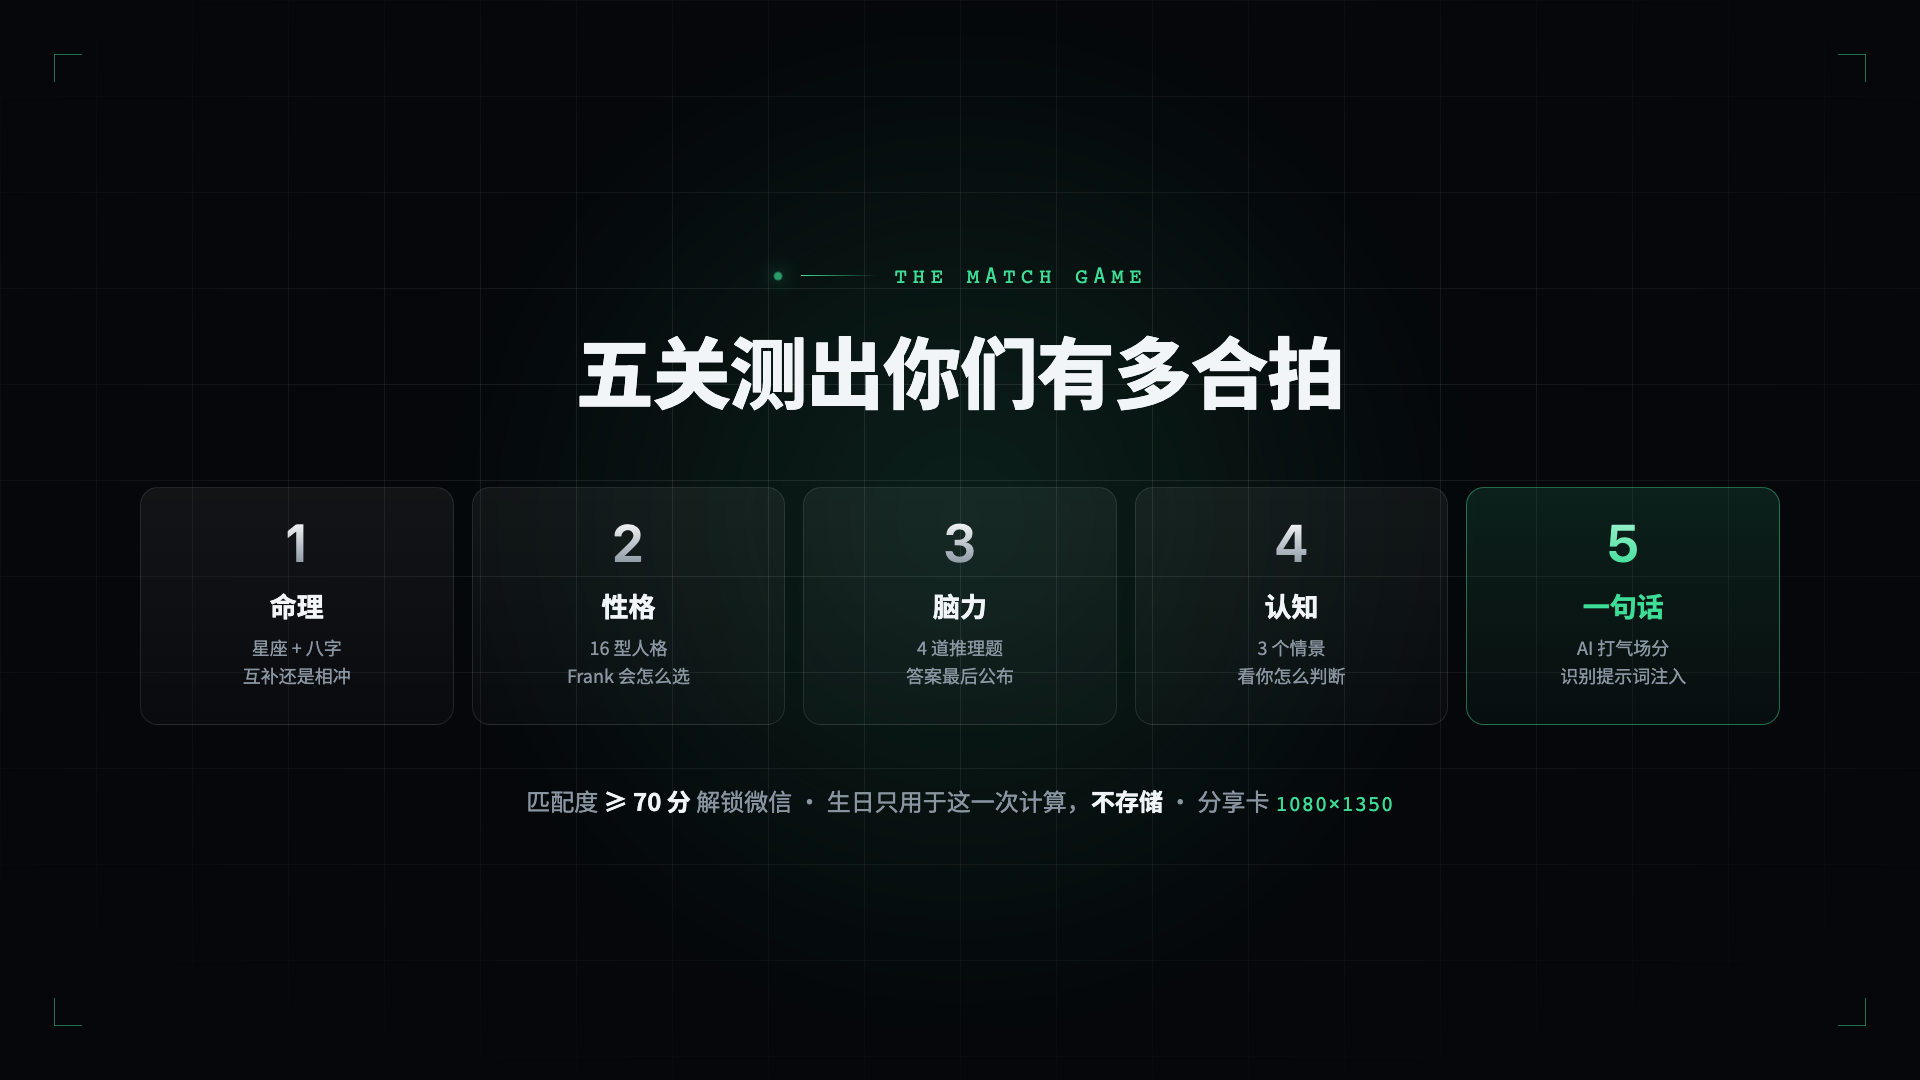 THE MATCH GAME
五关测出你们有多合拍
1
命理
星座 + 八字
互补还是相冲
2
性格
16 型人格
Frank 会怎么选
3
脑力
4 道推理题
答案最后公布
4
认知
3 个情景
看你怎么判断
5
一句话
AI 打气场分
识别提示词注入
匹配度 ≥ 70 分 解锁微信 · 生日只用于这一次计算，不存储 · 分享卡 1080×1350